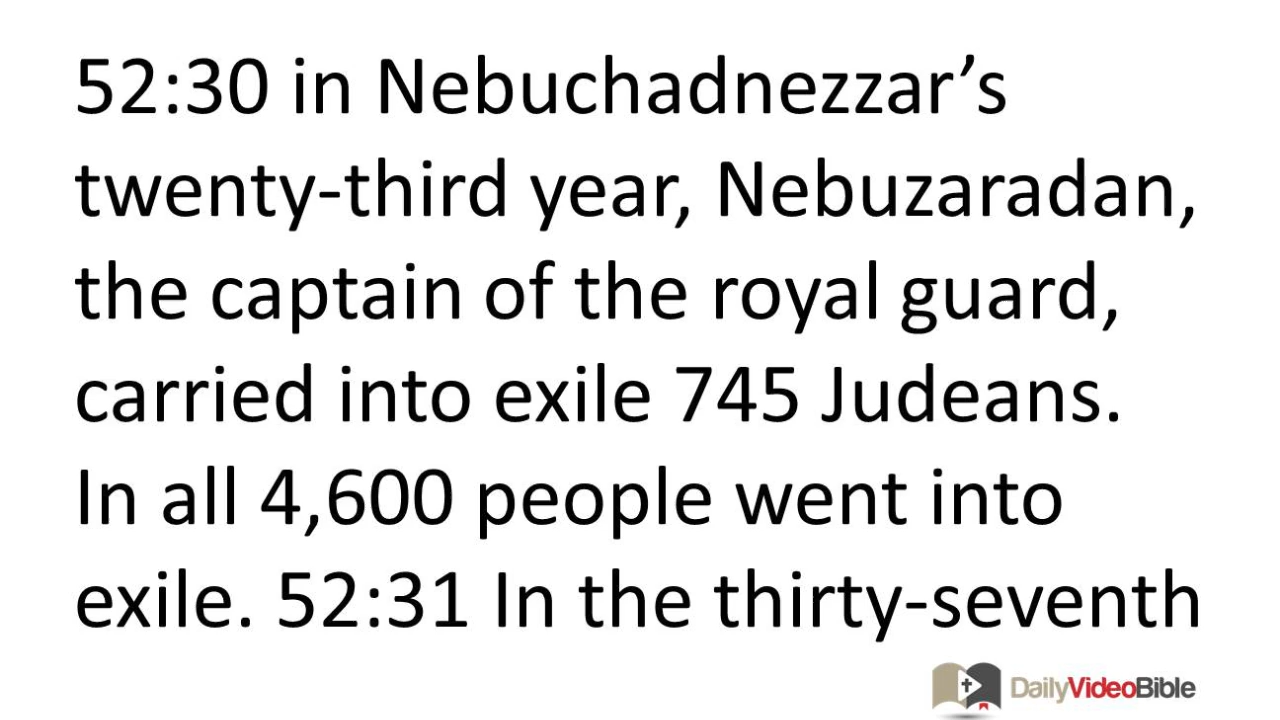 52:30 in Nebuchadnezzar’s
twenty-third year, Nebuzaradan,
the captain of the royal guard,
carried into exile 745 Judeans.
In all 4,600 people went into
exile. 52:31 In the thirty-seventh
DailyVideoBible